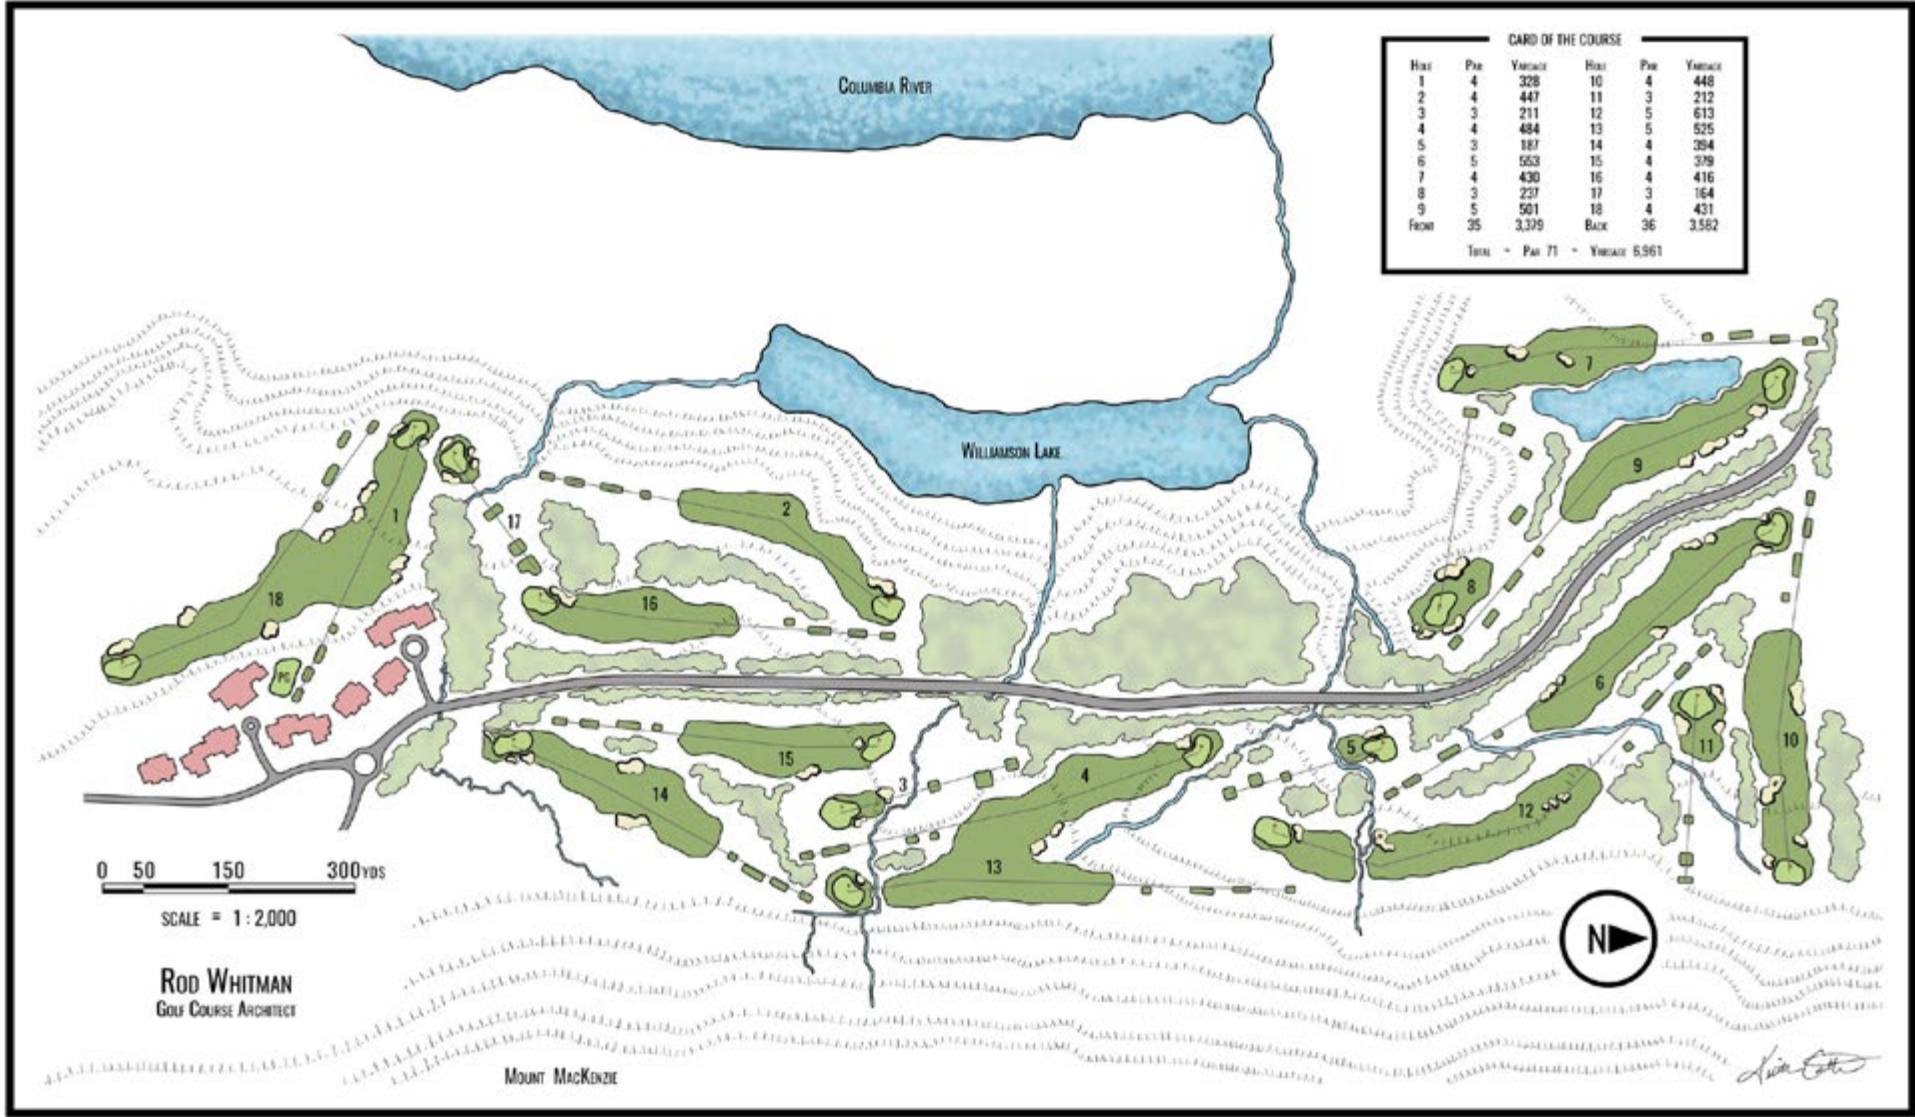 CARD OF THE COURSE
HOLE PAR YARDAGE HOLE PAR YARDAGE
1 4 328 10 4 448
2 4 447 11 3 212
3 3 211 12 5 613
4 4 484 13 5 525
5 3 187 14 4 394
6 5 553 15 4 379
7 4 430 16 4 416
8 3 237 17 3 164
9 5 501 18 4 431
FRONT 35 3,379 BACK 36 3,582
TOTAL - PAR 71 - YARDAGE 6,961
COLUMBIA RIVER
WILLIAMSON LAKE
7
9
2
1
17
8
18
16
PG
6
10
11
5
15
4
3
14
12
13
0 50 150 300YDS
SCALE = 1 : 2,000
N
ROD WHITMAN
GOLF COURSE ARCHITECT
MOUNT MACKENZIE